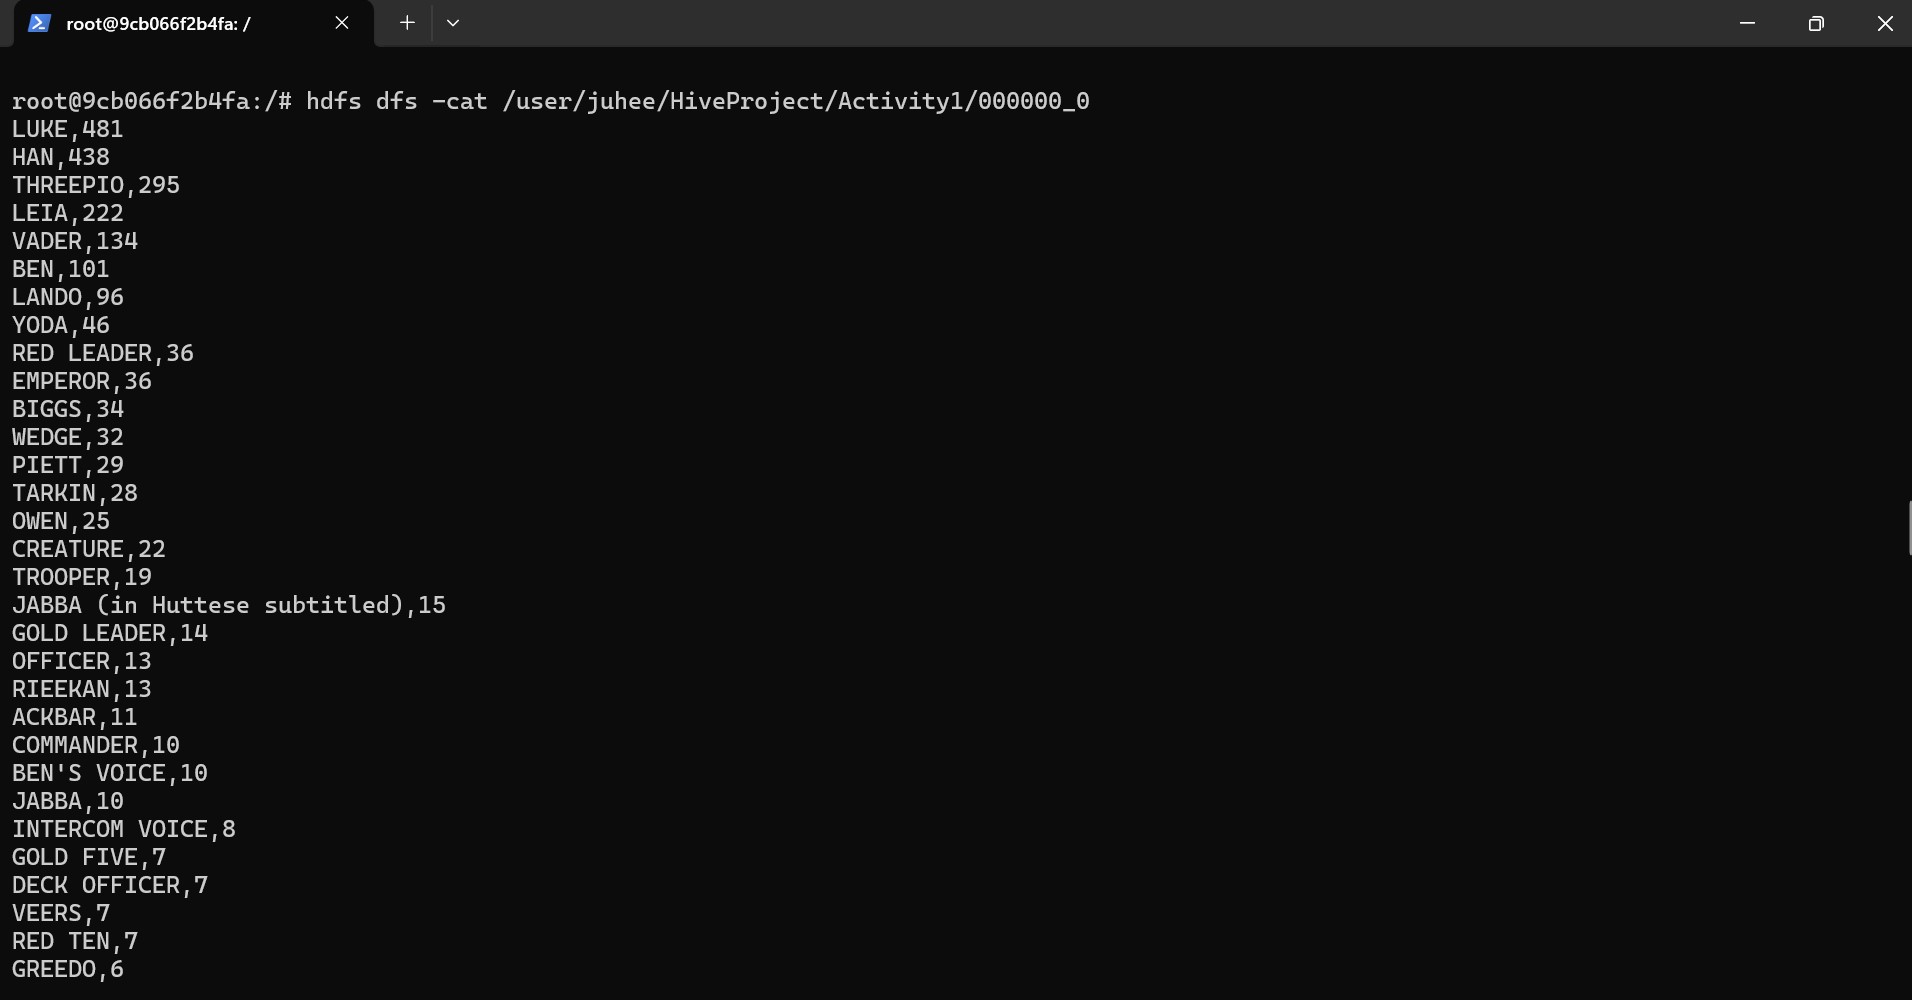 root@9cb066f2b4fa: /
root@9cb066f2b4fa:/# hdfs dfs -cat /user/juhee/HiveProject/Activity1/000000_0
LUKE,481
HAN,438
THREEPIO,295
LEIA,222
VADER,134
BEN,101
LANDO,96
YODA,46
RED LEADER,36
EMPEROR,36
BIGGS,34
WEDGE,32
PIETT,29
TARKIN,28
OWEN,25
CREATURE,22
TROOPER,19
JABBA (in Huttese subtitled),15
GOLD LEADER,14
OFFICER,13
RIEEKAN,13
ACKBAR,11
COMMANDER,10
BEN'S VOICE,10
JABBA,10
INTERCOM VOICE,8
GOLD FIVE,7
DECK OFFICER,7
VEERS,7
RED TEN,7
GREEDO,6